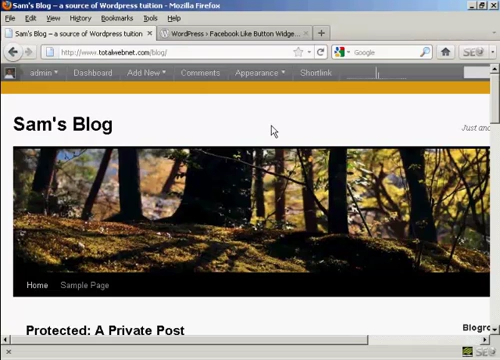 Sam's Blog – a source of Wordpress tuition - Mozilla Firefox
Edit View History Bookmarks Tools Help
Sam's Blog – a source of Wordpress tuition × WordPress › Facebook Like Button Widge... × +
http://www.totalwebnet.com/blog/
Google
admin Dashboard Add New Comments Appearance Shortlink
Sam's Blog
Just
Home Sample Page
Protected: A Private Post
Blogro
× SEO